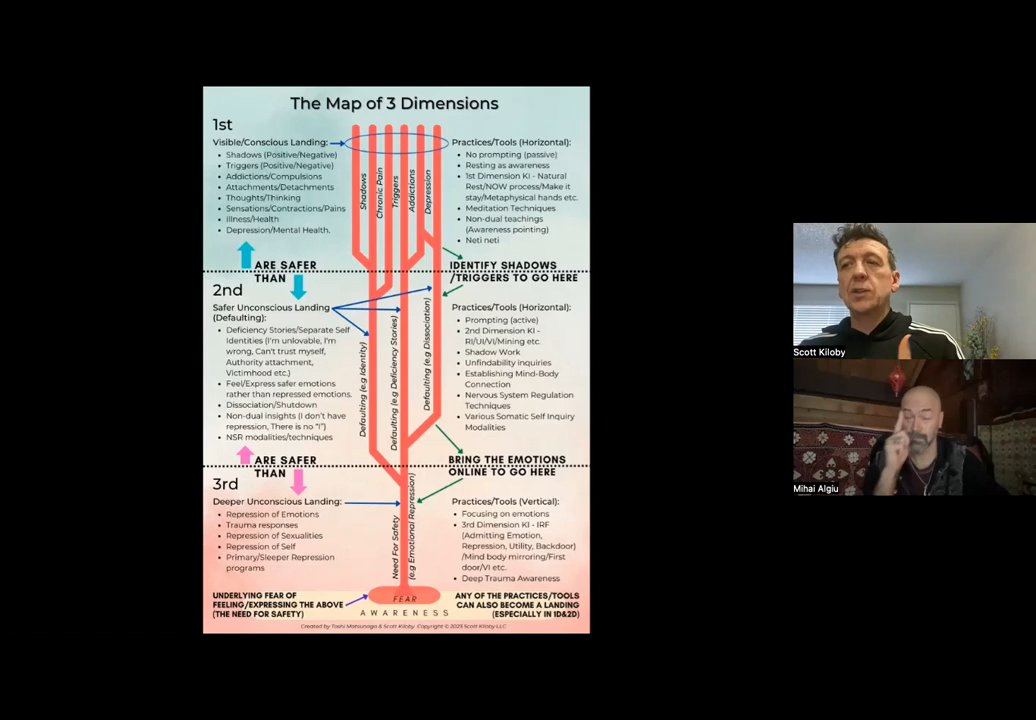 The Map of 3 Dimensions
1st
Visible/Conscious Landing:
• Shadows (Positive/Negative)
• Triggers (Positive/Negative)
• Addictions/Compulsions
• Attachments/Detachments
• Thoughts/Thinking
• Sensations/Contractions/Pains
• Illness/Health
• Depression/Mental Health.
Shadows
Chronic Pain
Triggers
Addictions
Depression
Practices/Tools (Horizontal):
• No prompting (passive)
• Resting as awareness
• 1st Dimension KI - Natural
Rest/NOW process/Make it
stay/Metaphysical hands etc.
• Meditation Techniques
• Non-dual teachings
(Awareness pointing)
• Neti neti
ARE SAFER
THAN
IDENTIFY SHADOWS
/TRIGGERS TO GO HERE
2nd
Safer Unconscious Landing
(Defaulting):
• Deficiency Stories/Separate Self
Identities (I'm unlovable, I'm
wrong, Can't trust myself,
Authority attachment,
Victimhood etc.)
• Feel/Express safer emotions
rather than repressed emotions.
• Dissociation/Shutdown
• Non-dual insights (I don't have
repression, There is no "I")
• NSR modalities/techniques
Defaulting (e.g Identity)
Defaulting (e.g Deficiency Stories)
Defaulting (e.g Dissociation)
Practices/Tools (Horizontal):
• Prompting (active)
• 2nd Dimension KI -
RI/UI/VI/Mining etc.
• Shadow Work
• Unfindability inquiries
• Establishing Mind-Body
Connection
• Nervous System Regulation
Techniques
• Various Somatic Self Inquiry
Modalities
ARE SAFER
THAN
BRING THE EMOTIONS
ONLINE TO GO HERE
3rd
Deeper Unconscious Landing:
• Repression of Emotions
• Trauma responses
• Repression of Sexualities
• Repression of Self
• Primary/Sleeper Repression
programs
Need For Safety
(e.g Emotional Repression)
Practices/Tools (Vertical):
• Focusing on emotions
• 3rd Dimension KI - IRF
(Admitting Emotion,
Repression, Utility, Backdoor)
/Mind body mirroring/First
door/VI etc.
• Deep Trauma Awareness
UNDERLYING FEAR OF
FEELING/EXPRESSING THE ABOVE
(THE NEED FOR SAFETY)
FEAR
AWARENESS
ANY OF THE PRACTICES/TOOLS
CAN ALSO BECOME A LANDING
(ESPECIALLY IN 1D&2D)
Created by Toshi Matsunaga & Scott Kiloby Copyright © 2023 Scott Kiloby LLC
Scott Kiloby
Mihai Algiu